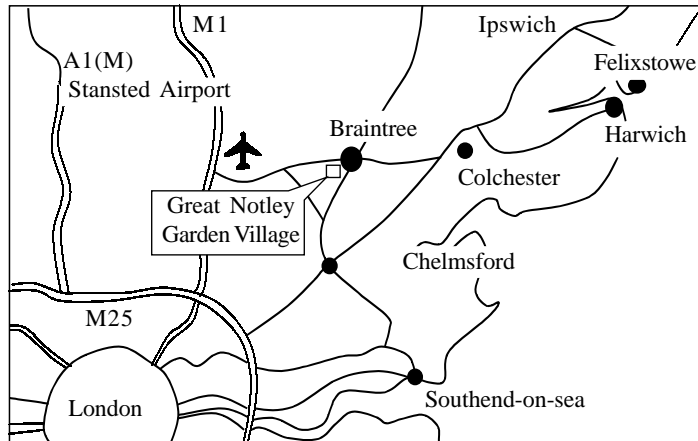 M1
Ipswich
A1(M)
Stansted Airport
Felixstowe
Braintree
Harwich
Colchester
Great Notley
Garden Village
Chelmsford
M25
London
Southend-on-sea